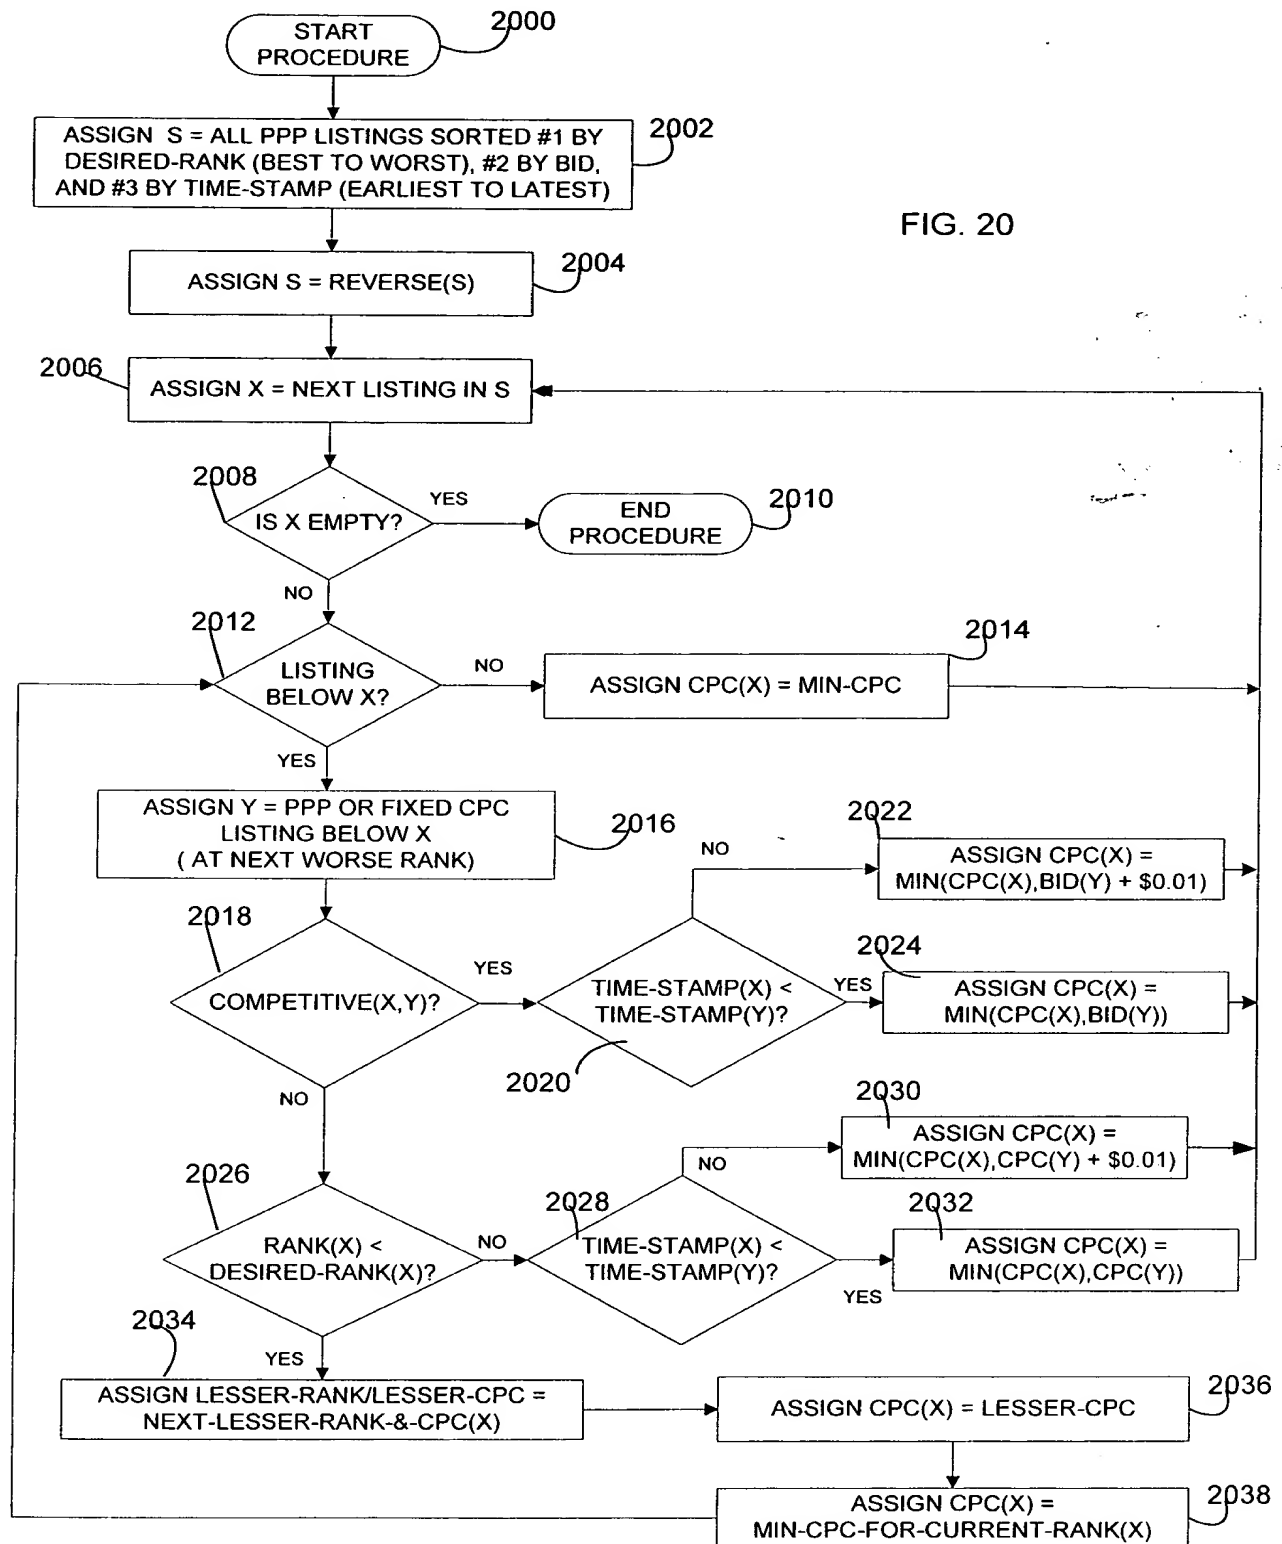 START
PROCEDURE
2000
ASSIGN S = ALL PPP LISTINGS SORTED #1 BY
DESIRED-RANK (BEST TO WORST), #2 BY BID,
AND #3 BY TIME-STAMP (EARLIEST TO LATEST)
2002
FIG. 20
ASSIGN S = REVERSE(S)
2004
2006
ASSIGN X = NEXT LISTING IN S
2008
IS X EMPTY?
YES
END
PROCEDURE
2010
NO
2012
LISTING
BELOW X?
NO
ASSIGN CPC(X) = MIN-CPC
2014
YES
ASSIGN Y = PPP OR FIXED CPC
LISTING BELOW X
( AT NEXT WORSE RANK)
2016
NO
2022
ASSIGN CPC(X) =
MIN(CPC(X),BID(Y) + $0.01)
2018
COMPETITIVE(X,Y)?
YES
TIME-STAMP(X) <
TIME-STAMP(Y)?
2020
YES
2024
ASSIGN CPC(X) =
MIN(CPC(X),BID(Y))
NO
2030
ASSIGN CPC(X) =
MIN(CPC(X),CPC(Y) + $0.01)
NO
2026
RANK(X) <
DESIRED-RANK(X)?
NO
2028
TIME-STAMP(X) <
TIME-STAMP(Y)?
YES
2032
ASSIGN CPC(X) =
MIN(CPC(X),CPC(Y))
2034
YES
ASSIGN LESSER-RANK/LESSER-CPC =
NEXT-LESSER-RANK-&-CPC(X)
ASSIGN CPC(X) = LESSER-CPC
2036
ASSIGN CPC(X) =
MIN-CPC-FOR-CURRENT-RANK(X)
2038